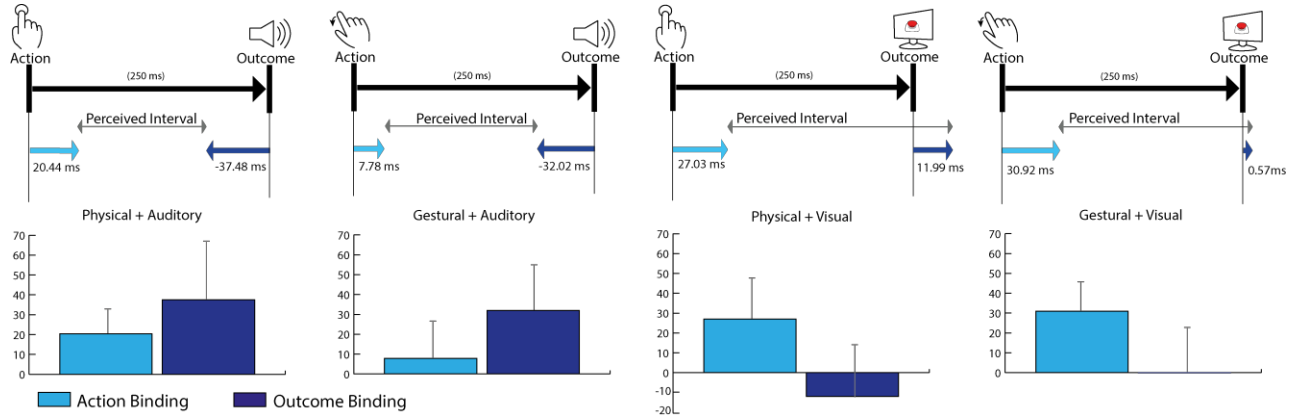 Action Outcome
(250 ms)
Perceived Interval
20.44 ms -37.48 ms
Physical + Auditory
70
60
50
40
30
20
10
0
Action Outcome
(250 ms)
Perceived Interval
7.78 ms -32.02 ms
Gestural + Auditory
70
60
50
40
30
20
10
0
Action Outcome
(250 ms)
Perceived Interval
27.03 ms 11.99 ms
Physical + Visual
70
60
50
40
30
20
10
0
-10
-20
Action Outcome
(250 ms)
Perceived Interval
30.92 ms 0.57ms
Gestural + Visual
70
60
50
40
30
20
10
0
Action Binding Outcome Binding